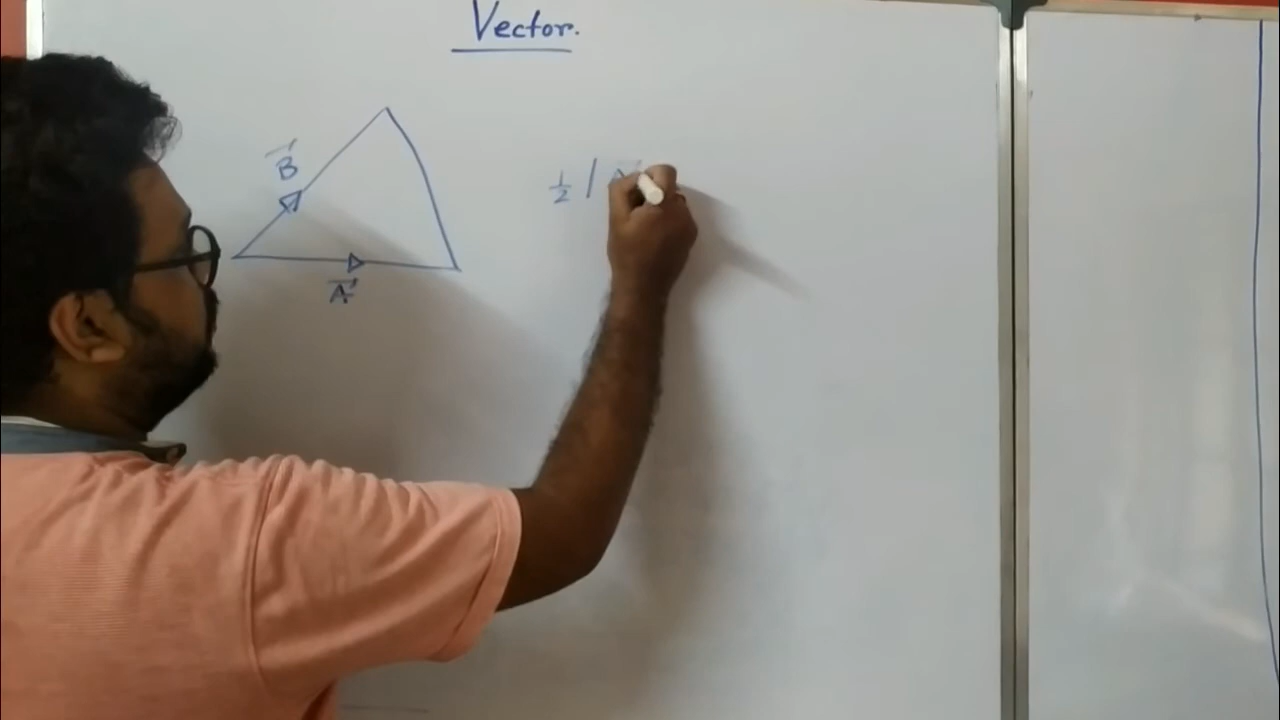 Vector.
B⃗
½ | A⃗
A⃗